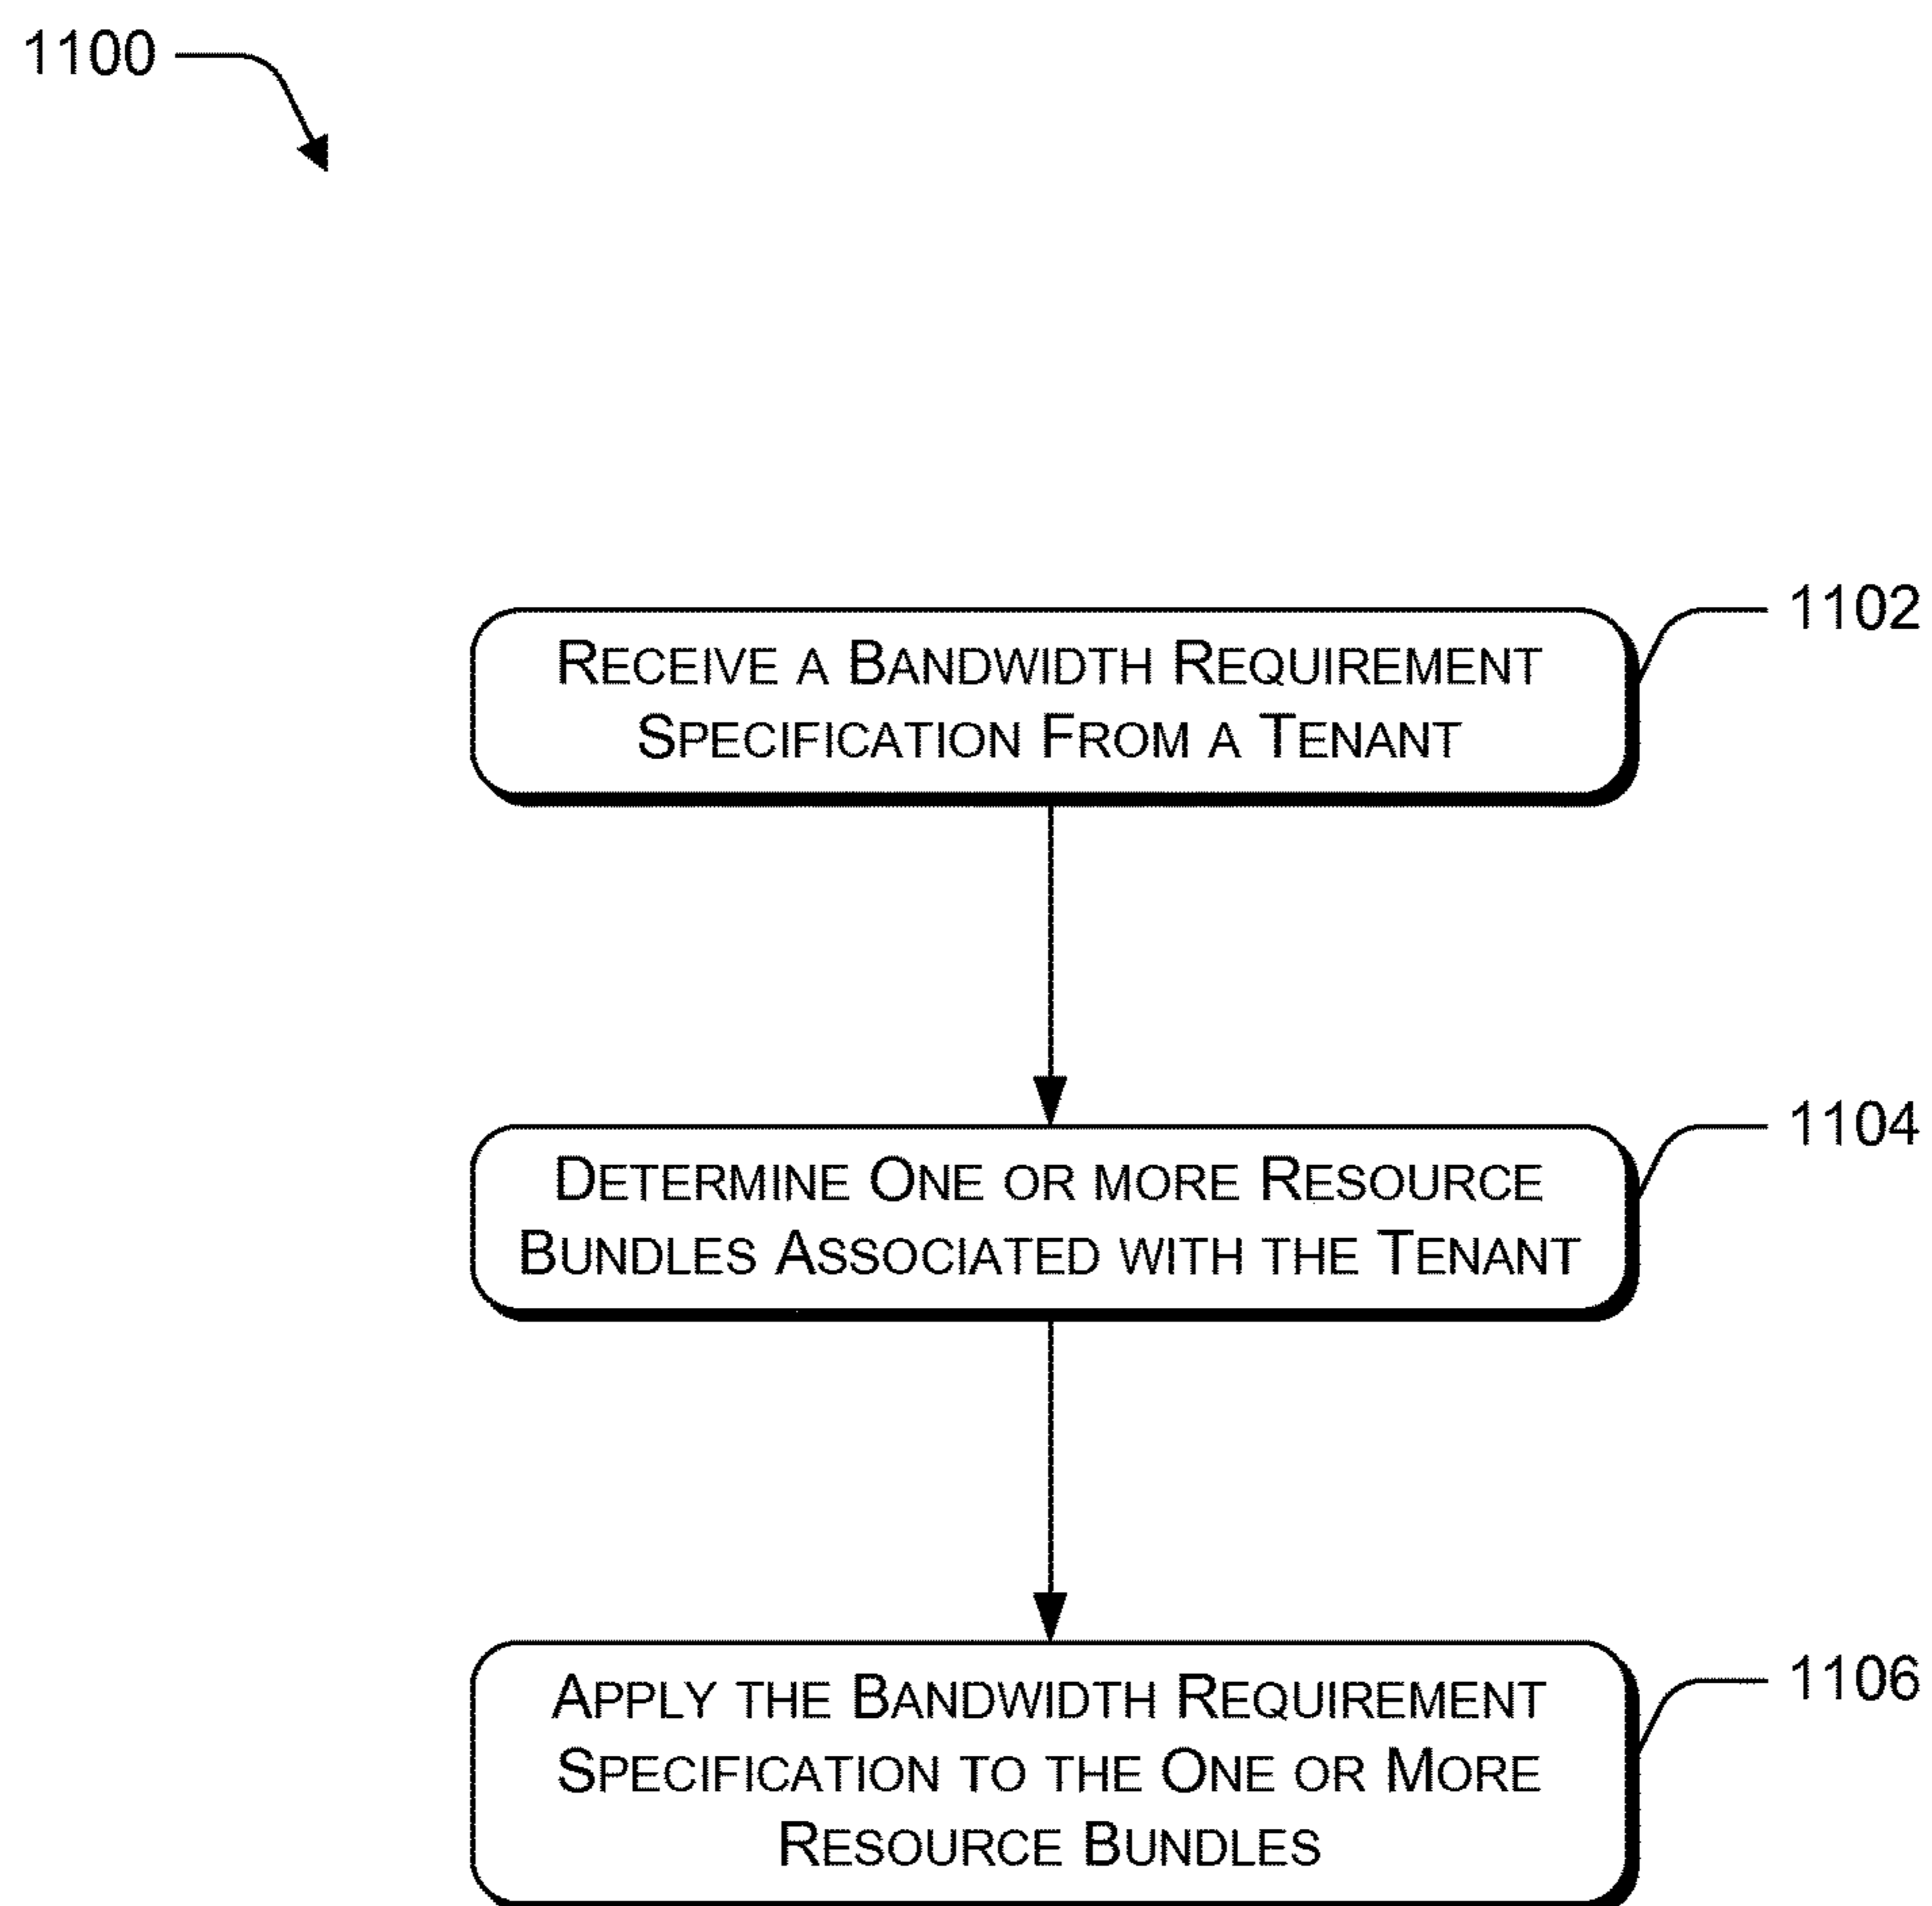 1100
1102
RECEIVE A BANDWIDTH REQUIREMENT
SPECIFICATION FROM A TENANT
1104
DETERMINE ONE OR MORE RESOURCE
BUNDLES ASSOCIATED WITH THE TENANT
1106
APPLY THE BANDWIDTH REQUIREMENT
SPECIFICATION TO THE ONE OR MORE
RESOURCE BUNDLES